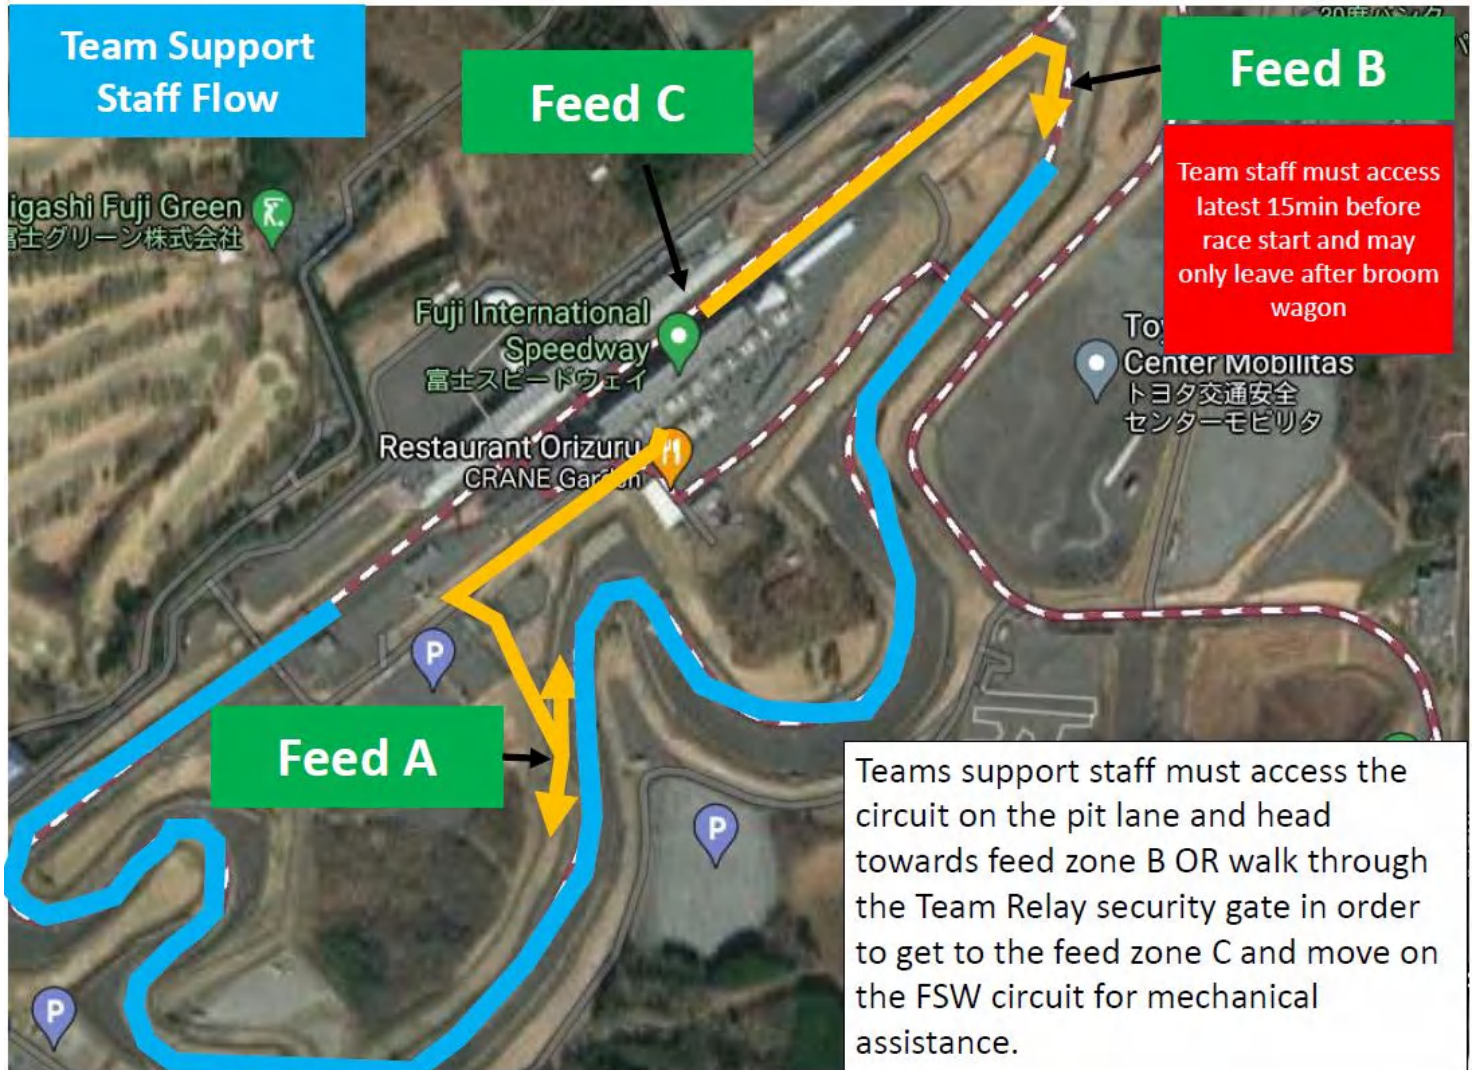 Team Support
Staff Flow
Feed C
Feed B
Team staff must access
latest 15min before
race start and may
only leave after broom
wagon
igashi Fuji Green
富士グリーン株式会社
Fuji International
Speedway
富士スピードウェイ
Center Mobilitas
トヨタ交通安全
センターモビリタ
Restaurant Orizuru
CRANE Garden
P
Feed A
P
P
Teams support staff must access the
circuit on the pit lane and head
towards feed zone B OR walk through
the Team Relay security gate in order
to get to the feed zone C and move on
the FSW circuit for mechanical
assistance.